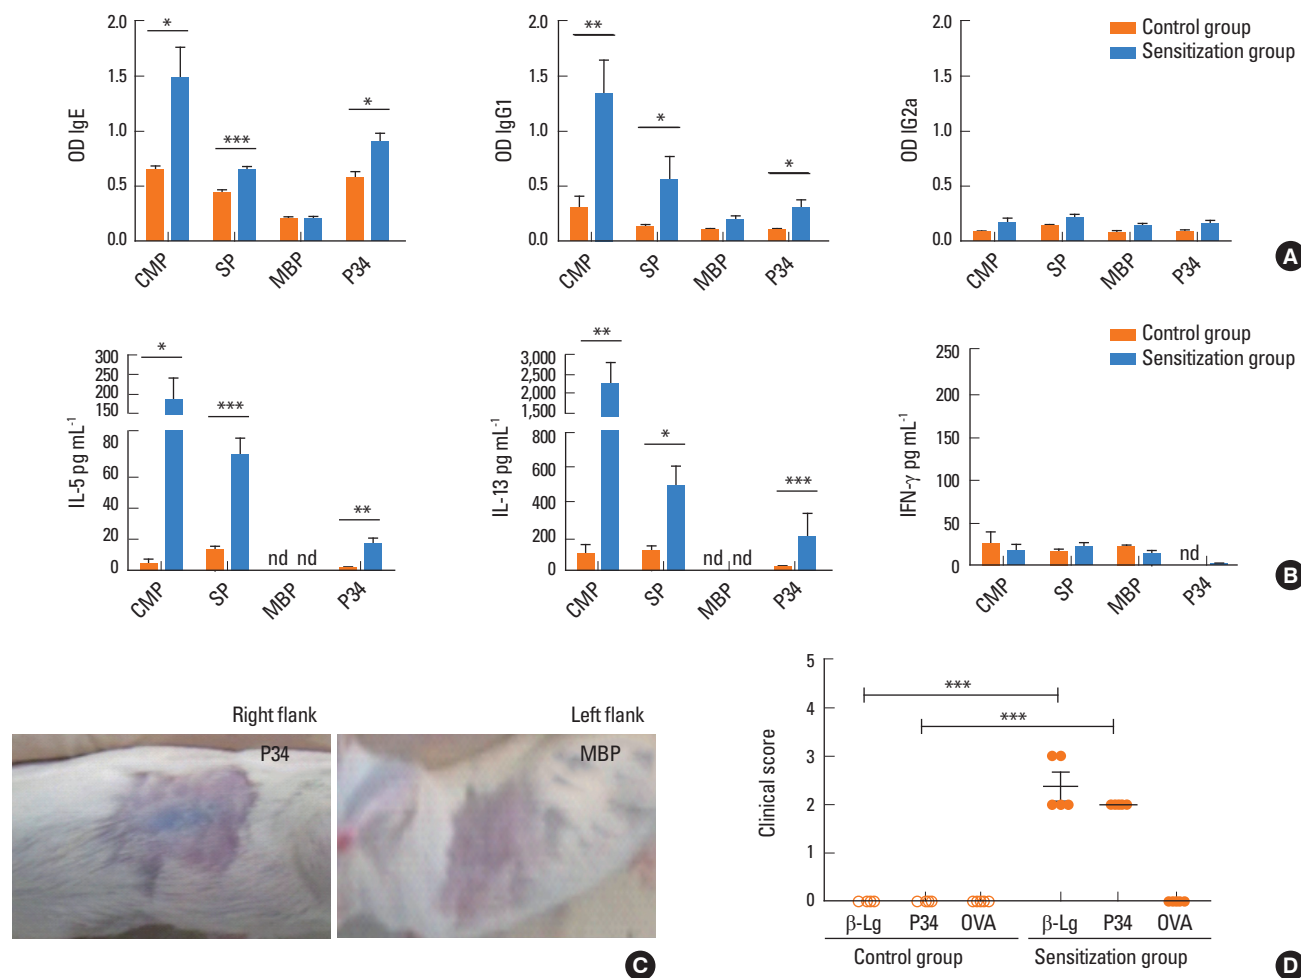 2.0
1.5
1.0
0.5
0.0
OD IgE
*
***
*
CMP
SP
MBP
P34
2.0
1.5
1.0
0.5
0.0
OD IgG1
**
*
*
CMP
SP
MBP
P34
2.0
1.5
1.0
0.5
0.0
OD IG2a
CMP
SP
MBP
P34
Control group
Sensitization group
A
300
250
200
150
80
60
40
20
0
IL-5 pg mL-1
*
***
**
nd nd
CMP
SP
MBP
P34
3,000
2,500
2,000
1,500
800
600
400
200
0
IL-13 pg mL-1
**
*
***
nd nd
CMP
SP
MBP
P34
250
200
150
100
50
0
IFN-γ pg mL-1
nd
CMP
SP
MBP
P34
Control group
Sensitization group
B
Right flank
P34
Left flank
MBP
C
5
4
3
2
1
0
Clinical score
***
***
β-Lg P34 OVA β-Lg P34 OVA
Control group Sensitization group
D